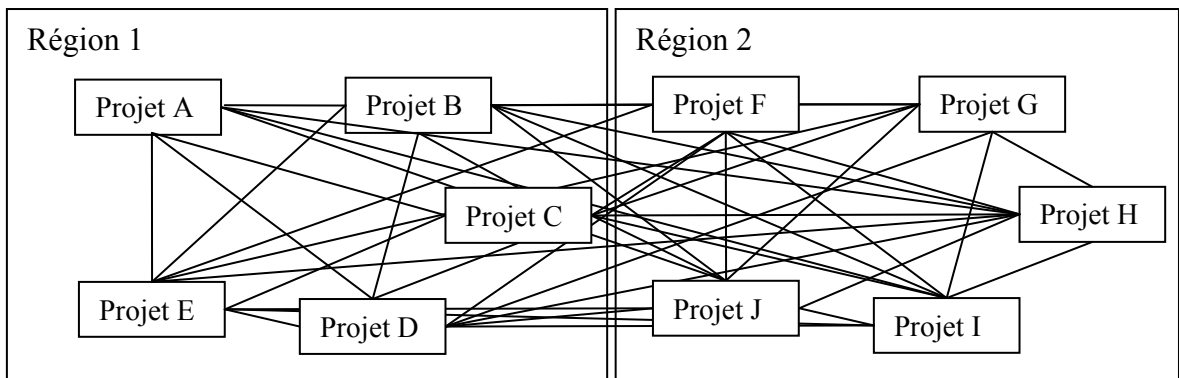 Région 1
Région 2
Projet A
Projet B
Projet F
Projet G
Projet C
Projet H
Projet E
Projet D
Projet J
Projet I